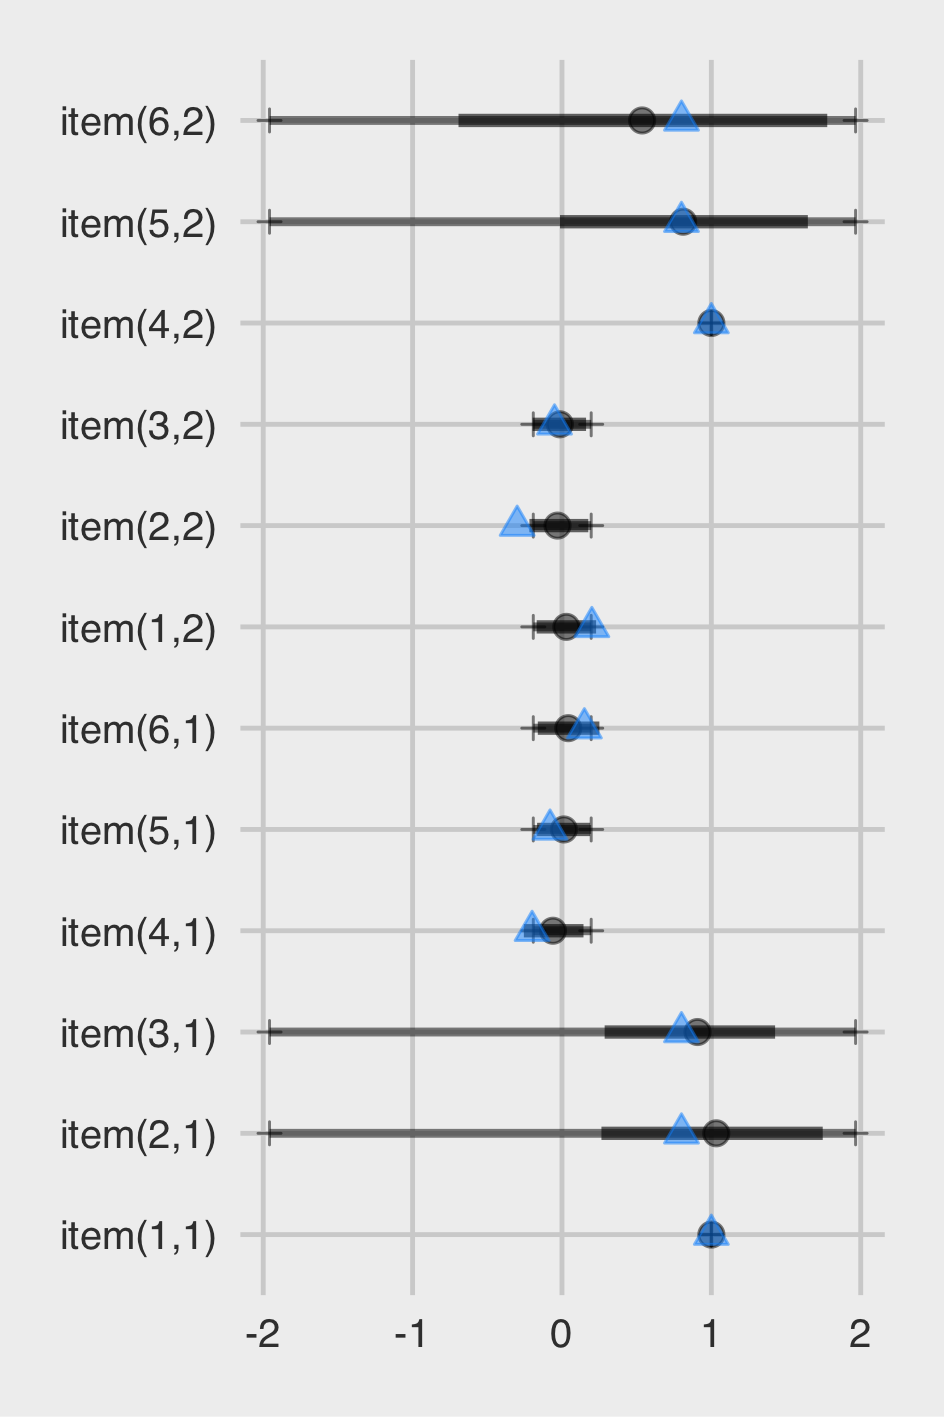 item(6,2)
item(5,2)
item(4,2)
item(3,2)
item(2,2)
item(1,2)
item(6,1)
item(5,1)
item(4,1)
item(3,1)
item(2,1)
item(1,1)
-2 -1 0 1 2